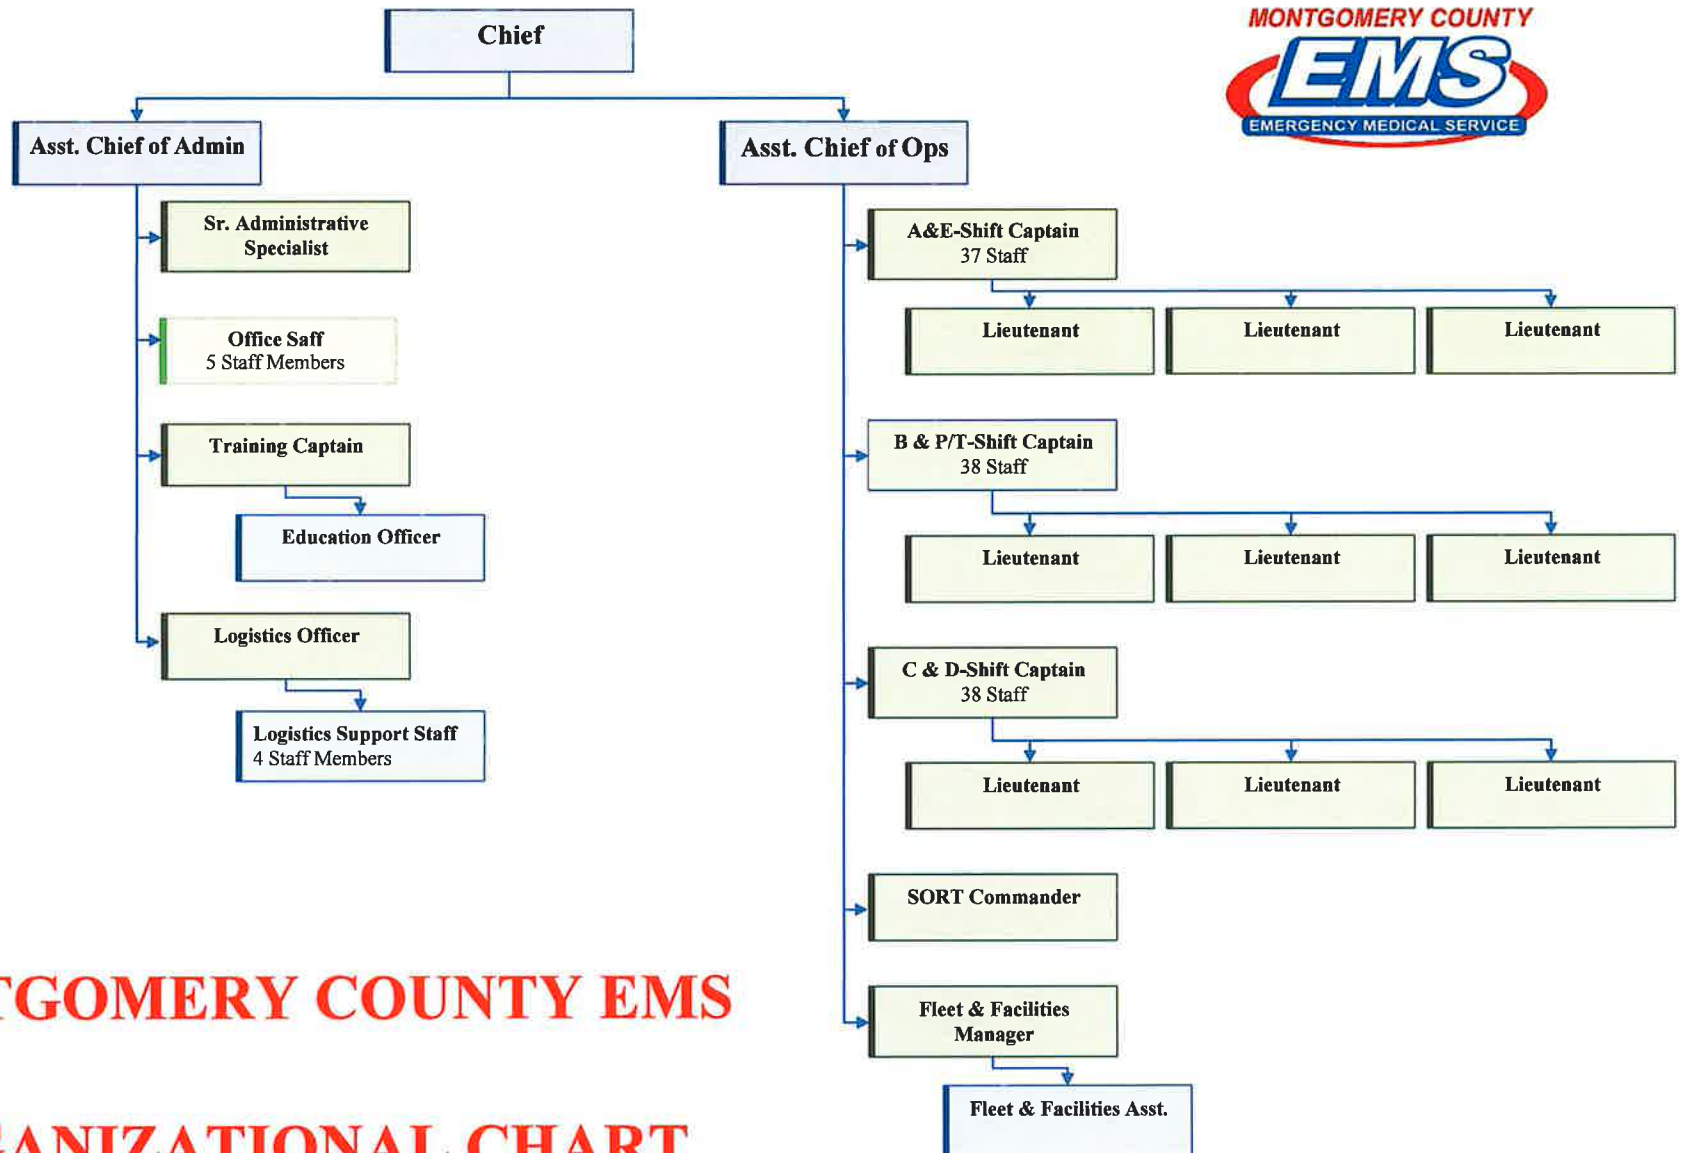 MONTGOMERY COUNTY
EMS
EMERGENCY MEDICAL SERVICE
Chief
Asst. Chief of Admin
Asst. Chief of Ops
Sr. Administrative
Specialist
Office Saff
5 Staff Members
Training Captain
Education Officer
Logistics Officer
Logistics Support Staff
4 Staff Members
A&E-Shift Captain
37 Staff
Lieutenant
Lieutenant
Lieutenant
B & P/T-Shift Captain
38 Staff
Lieutenant
Lieutenant
Lieutenant
C & D-Shift Captain
38 Staff
Lieutenant
Lieutenant
Lieutenant
SORT Commander
Fleet & Facilities
Manager
Fleet & Facilities Asst.
TGOMERY COUNTY EMS
GANIZATIONAL CHART